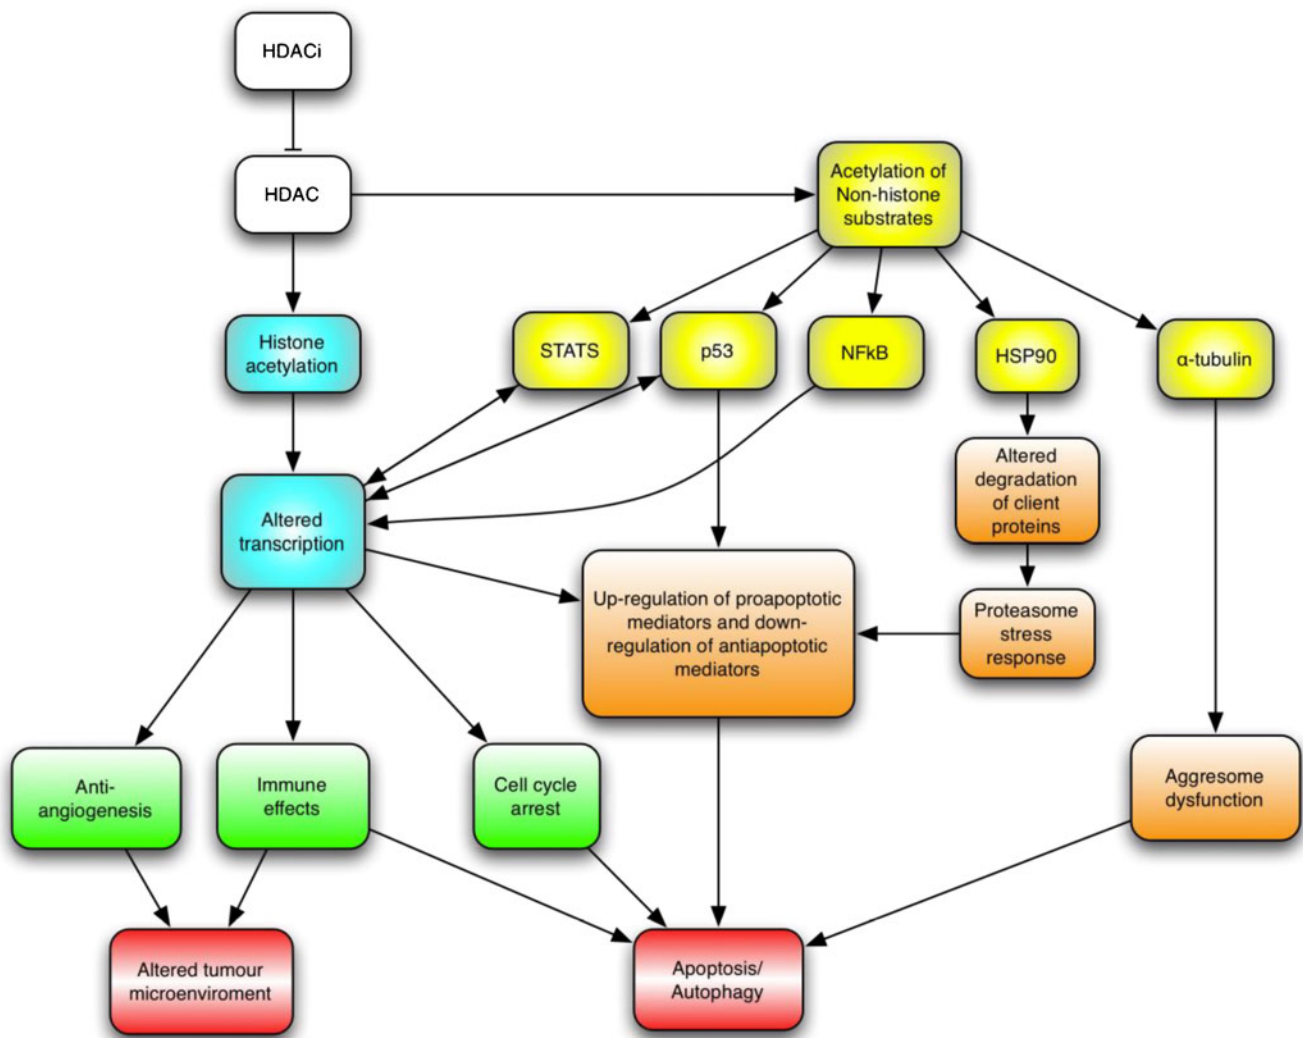 HDACi
HDAC
Acetylation of
Non-histone
substrates
Histone
acetylation
STATS
p53
NFkB
HSP90
α-tubulin
Altered
transcription
Altered
degradation
of client
proteins
Up-regulation of proapoptotic
mediators and down-
regulation of antiapoptotic
mediators
Proteasome
stress
response
Anti-
angiogenesis
Immune
effects
Cell cycle
arrest
Aggresome
dysfunction
Altered tumour
microenviroment
Apoptosis/
Autophagy